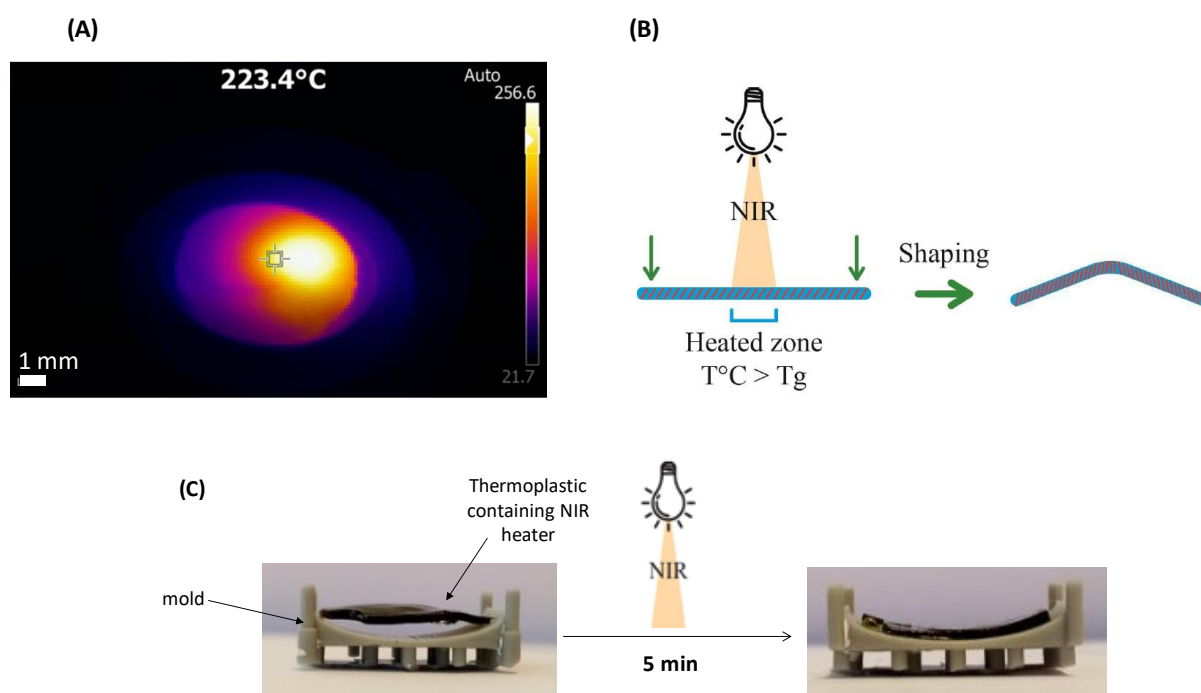 (A)
223.4°C
Auto
256.6
1 mm
21.7
(B)
NIR
Shaping
Heated zone
T°C > Tg
(C)
Thermoplastic
containing NIR
heater
mold
NIR
5 min